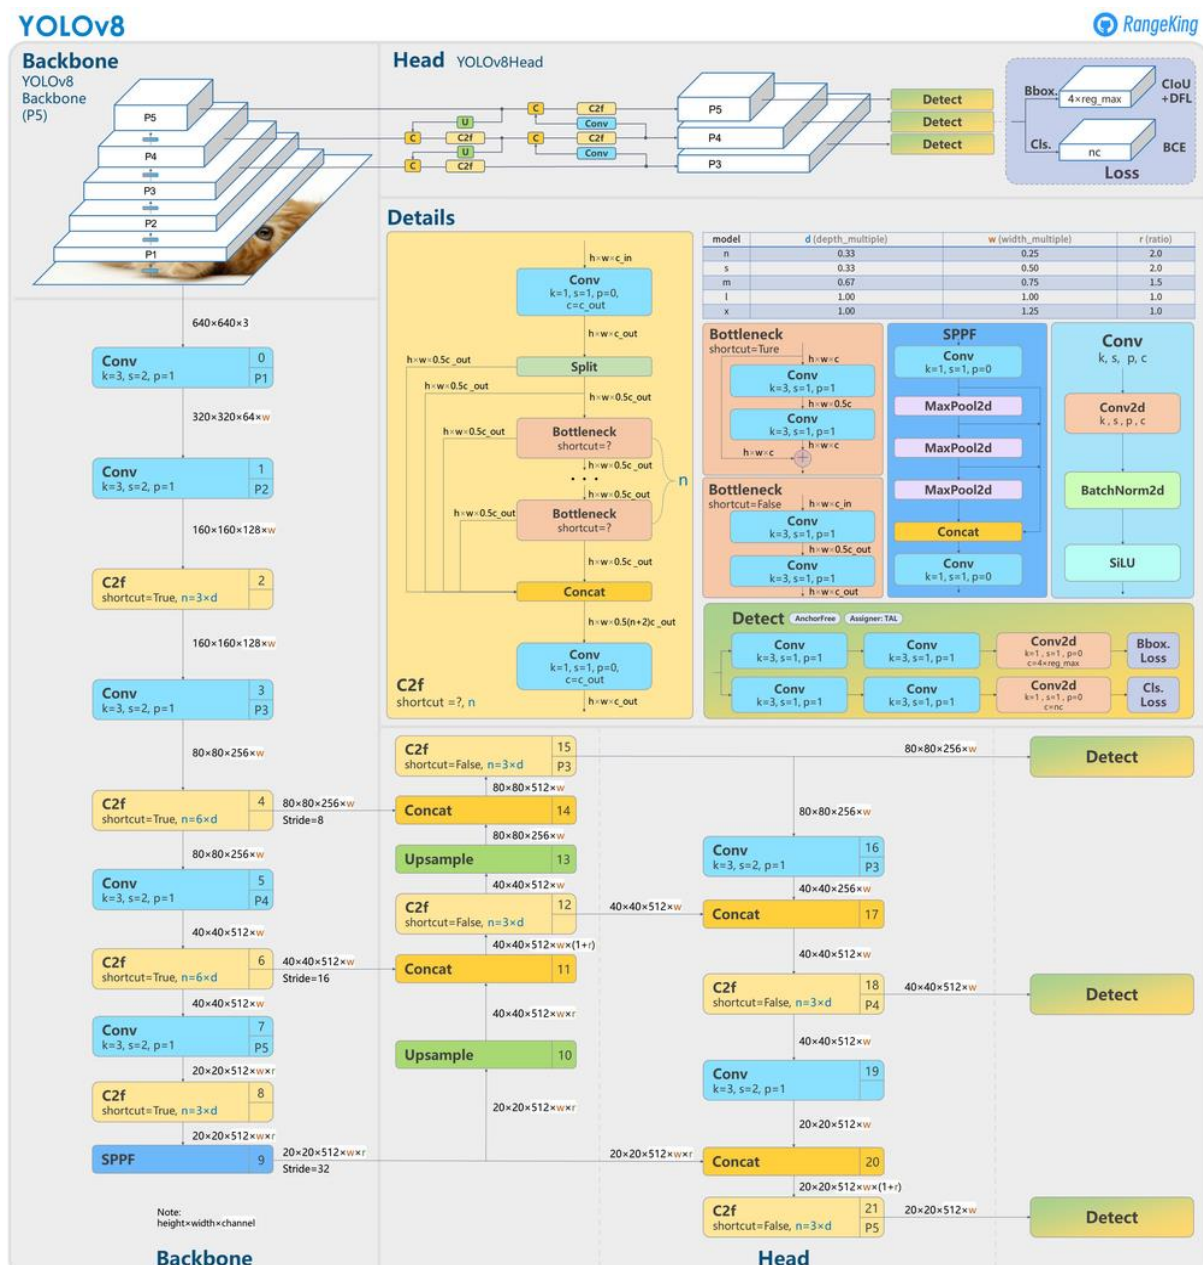 YOLOv8
RangeKing
Backbone
YOLOv8
Backbone
(P5)
P5
P4
P3
P2
P1
Head YOLOv8Head
C
U
C2f
C
C2f
Conv
C
C2f
U
C
C2f
Conv
C
C2f
P5
P4
P3
Detect
Detect
Detect
Bbox.
4×reg_max
CIoU
+DFL
Cls.
nc
BCE
Loss
640×640×3
Conv 0
k=3, s=2, p=1 P1
320×320×64×w
Conv 1
k=3, s=2, p=1 P2
160×160×128×w
C2f 2
shortcut=True, n=3×d
160×160×128×w
Conv 3
k=3, s=2, p=1 P3
80×80×256×w
C2f 4
shortcut=True, n=6×d
80×80×256×w
Stride=8
80×80×256×w
Conv 5
k=3, s=2, p=1 P4
40×40×512×w
C2f 6
shortcut=True, n=6×d
40×40×512×w
Stride=16
40×40×512×w
Conv 7
k=3, s=2, p=1 P5
20×20×512×w×r
C2f 8
shortcut=True, n=3×d
20×20×512×w×r
SPPF 9
20×20×512×w×r
Stride=32
Note:
height×width×channel
Backbone
Details
h×w×c_in
Conv
k=1, s=1, p=0,
c=c_out
h×w×c_out
Split
h×w×0.5c_out
h×w×0.5c_out
h×w×0.5c_out
Bottleneck
shortcut=?
h×w×0.5c_out
h×w×0.5c_out
. . .
h×w×0.5c_out
Bottleneck
shortcut=?
n
h×w×0.5c_out
h×w×0.5c_out
Concat
h×w×0.5(n+2)c_out
Conv
k=1, s=1, p=0,
c=c_out
h×w×c_out
C2f
shortcut =?, n
model d (depth_multiple) w (width_multiple) r (ratio)
n 0.33 0.25 2.0
s 0.33 0.50 2.0
m 0.67 0.75 1.5
l 1.00 1.00 1.0
x 1.00 1.25 1.0
Bottleneck
shortcut=Ture
h×w×c
Conv
k=3, s=1, p=1
h×w×0.5c
Conv
k=3, s=1, p=1
h×w×c
h×w×c
+
Bottleneck
shortcut=False
h×w×c_in
Conv
k=3, s=1, p=1
h×w×0.5c_out
Conv
k=3, s=1, p=1
h×w×c_out
SPPF
Conv
k=1, s=1, p=0
MaxPool2d
MaxPool2d
MaxPool2d
Concat
Conv
k=1, s=1, p=0
Conv
k, s, p, c
Conv2d
k , s , p , c
BatchNorm2d
SiLU
Detect AnchorFree Assigner: TAL
Conv
k=3, s=1, p=1
Conv
k=3, s=1, p=1
Conv2d
k=1 , s=1 , p=0
c=4×reg_max
Bbox.
Loss
Conv
k=3, s=1, p=1
Conv
k=3, s=1, p=1
Conv2d
k=1 , s=1 , p=0
c=nc
Cls.
Loss
C2f 15
shortcut=False, n=3×d P3
80×80×512×w
Concat 14
80×80×256×w
Upsample 13
40×40×512×w
C2f 12
shortcut=False, n=3×d
40×40×512×w
40×40×512×w×(1+r)
Concat 11
40×40×512×w×r
Upsample 10
20×20×512×w×r
20×20×512×w×r
80×80×256×w
Detect
80×80×256×w
Conv 16
k=3, s=2, p=1 P3
40×40×256×w
Concat 17
40×40×512×w
C2f 18
shortcut=False, n=3×d P4
40×40×512×w
Detect
40×40×512×w
Conv 19
k=3, s=2, p=1
20×20×512×w
Concat 20
20×20×512×w×(1+r)
C2f 21
shortcut=False, n=3×d P5
20×20×512×w
Detect
Head